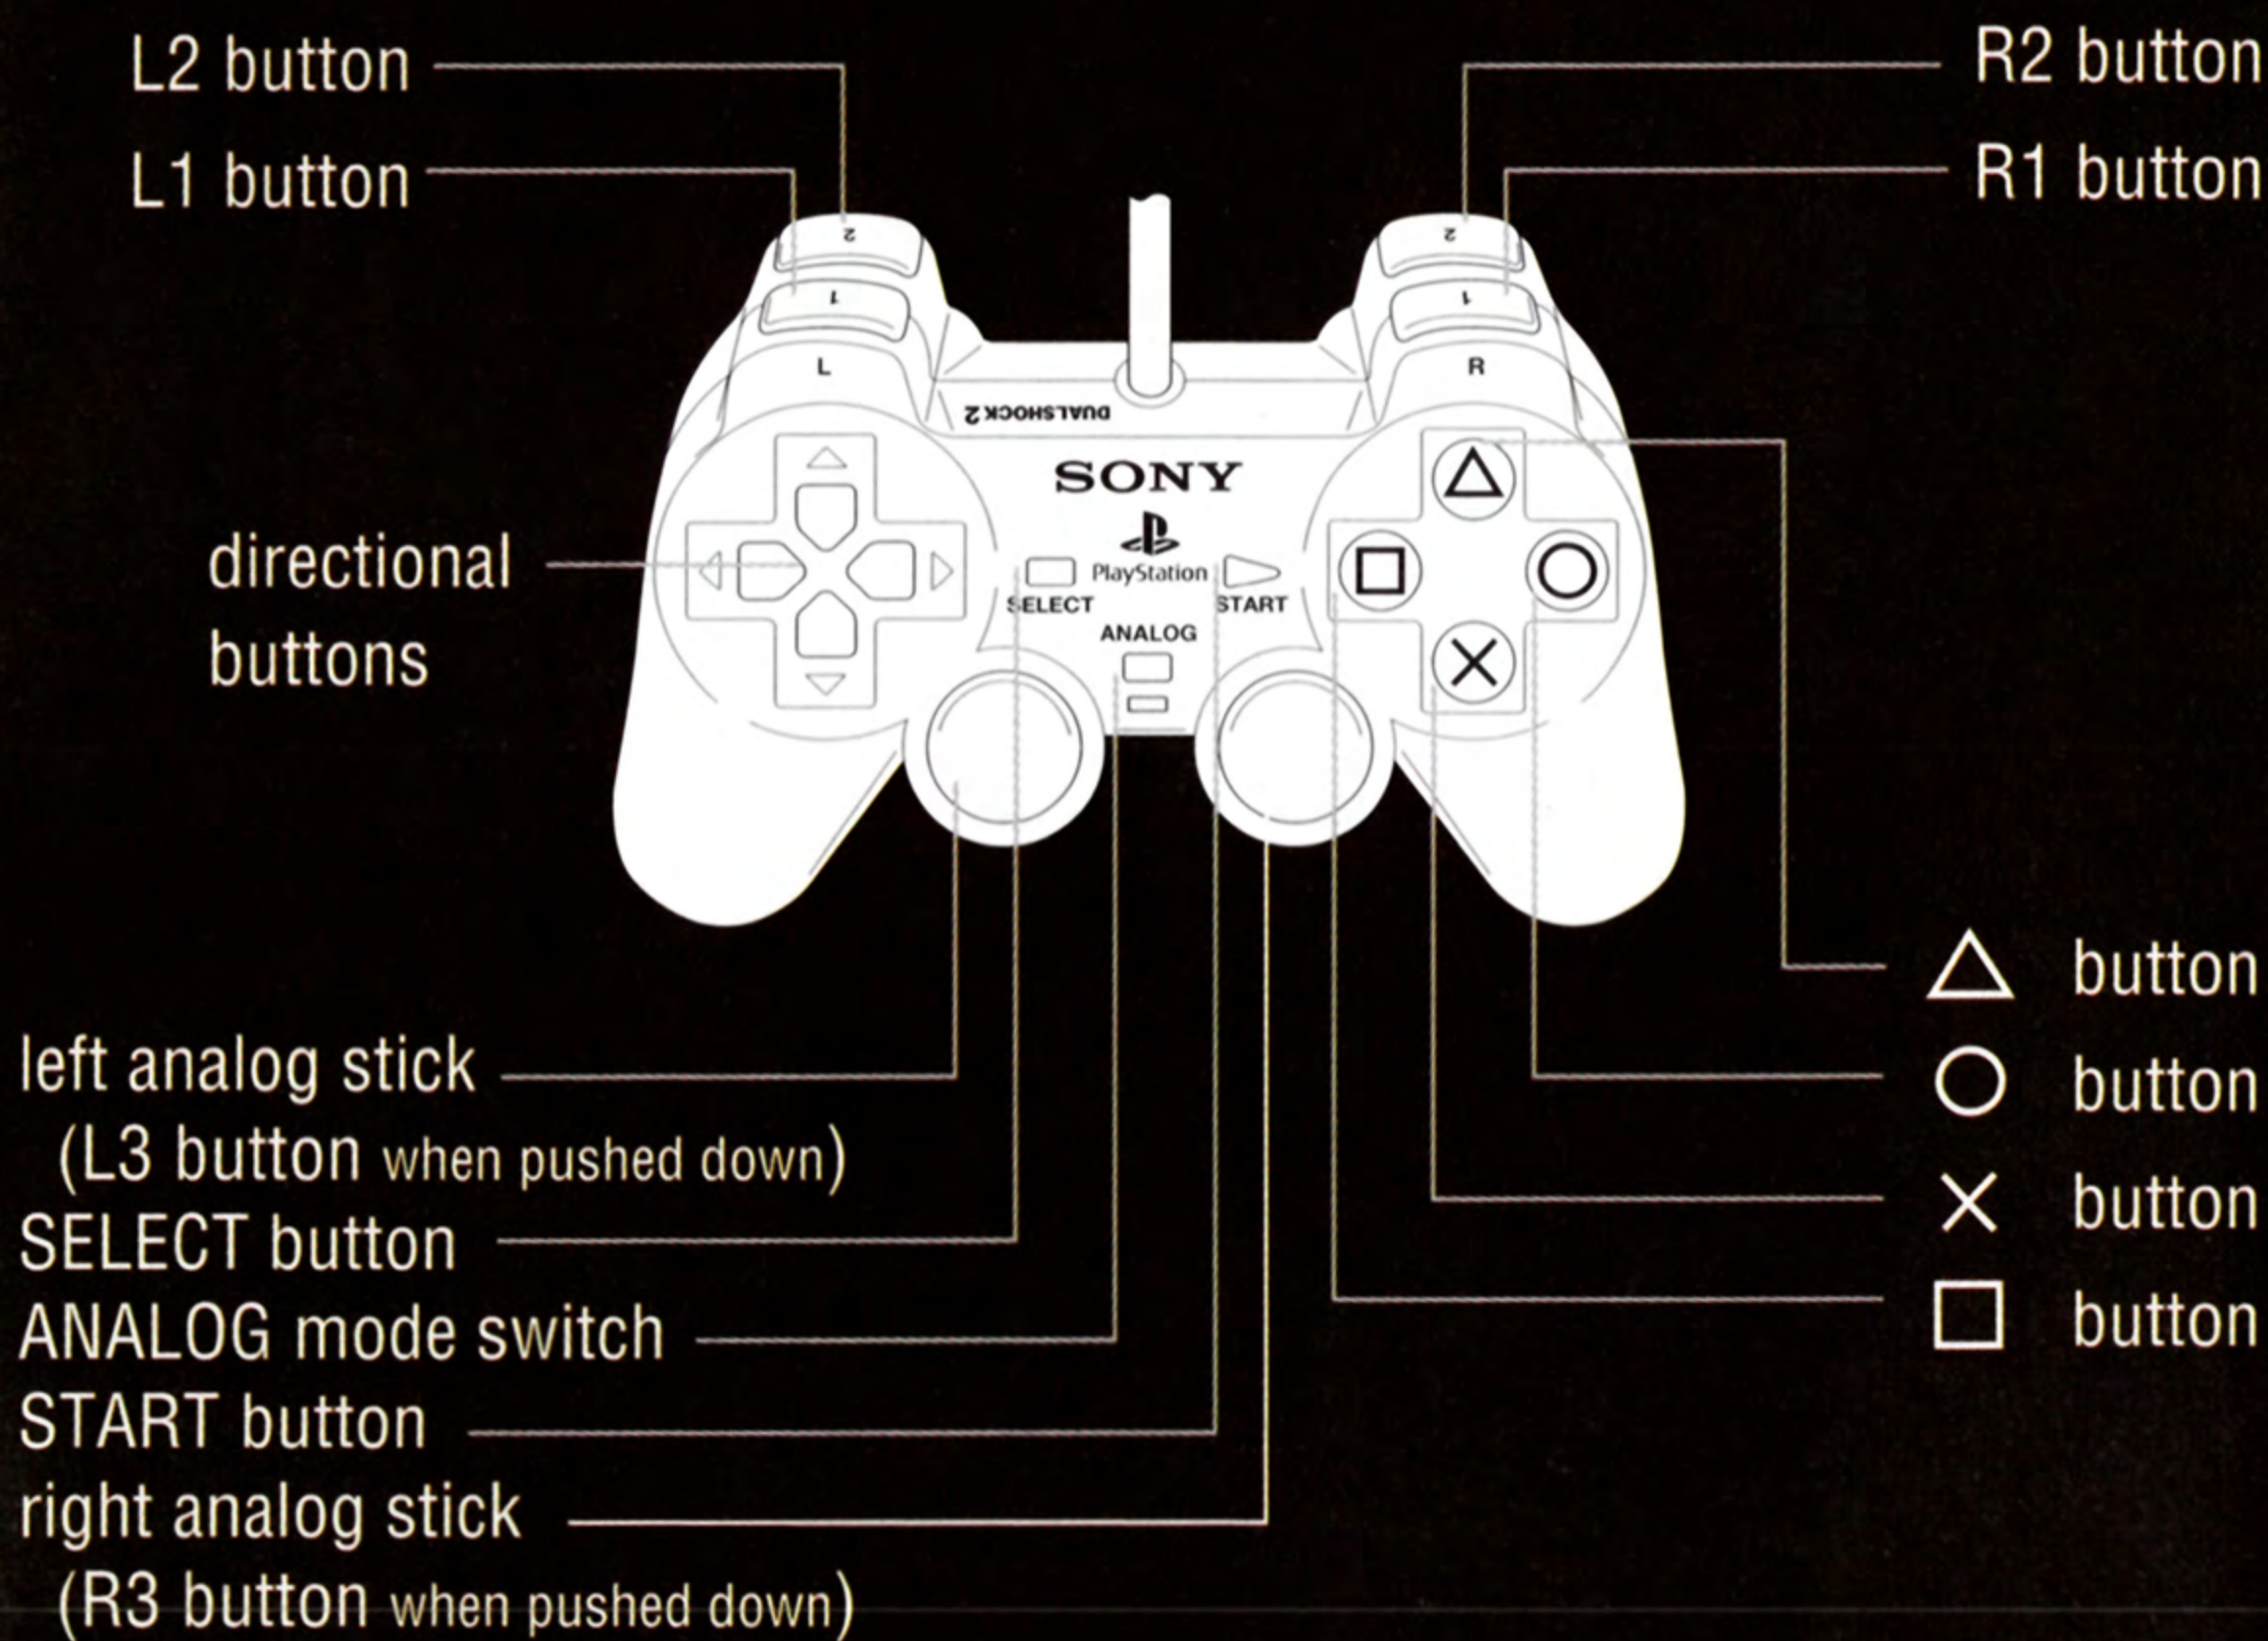 L2 button
L1 button
R2 button
R1 button
2
1
L
2
1
R
DUALSHOCK 2
SONY
PlayStation
SELECT
START
ANALOG
directional
buttons
left analog stick
(L3 button when pushed down)
SELECT button
ANALOG mode switch
START button
right analog stick
(R3 button when pushed down)
△ button
○ button
✕ button
□ button